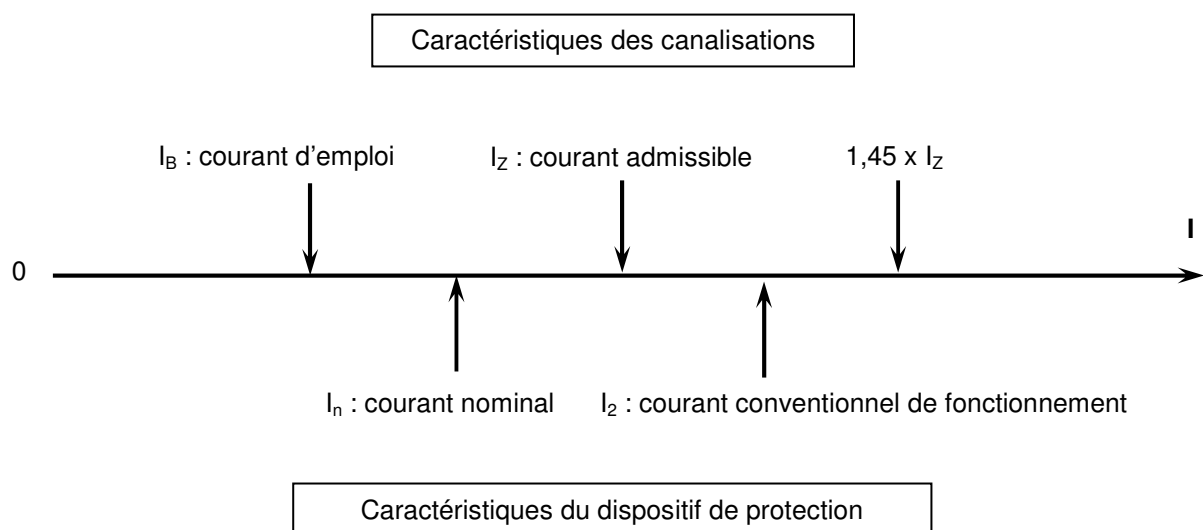 Caractéristiques des canalisations
I_B : courant d'emploi I_Z : courant admissible 1,45 x I_Z
I
0
I_n : courant nominal I_2 : courant conventionnel de fonctionnement
Caractéristiques du dispositif de protection